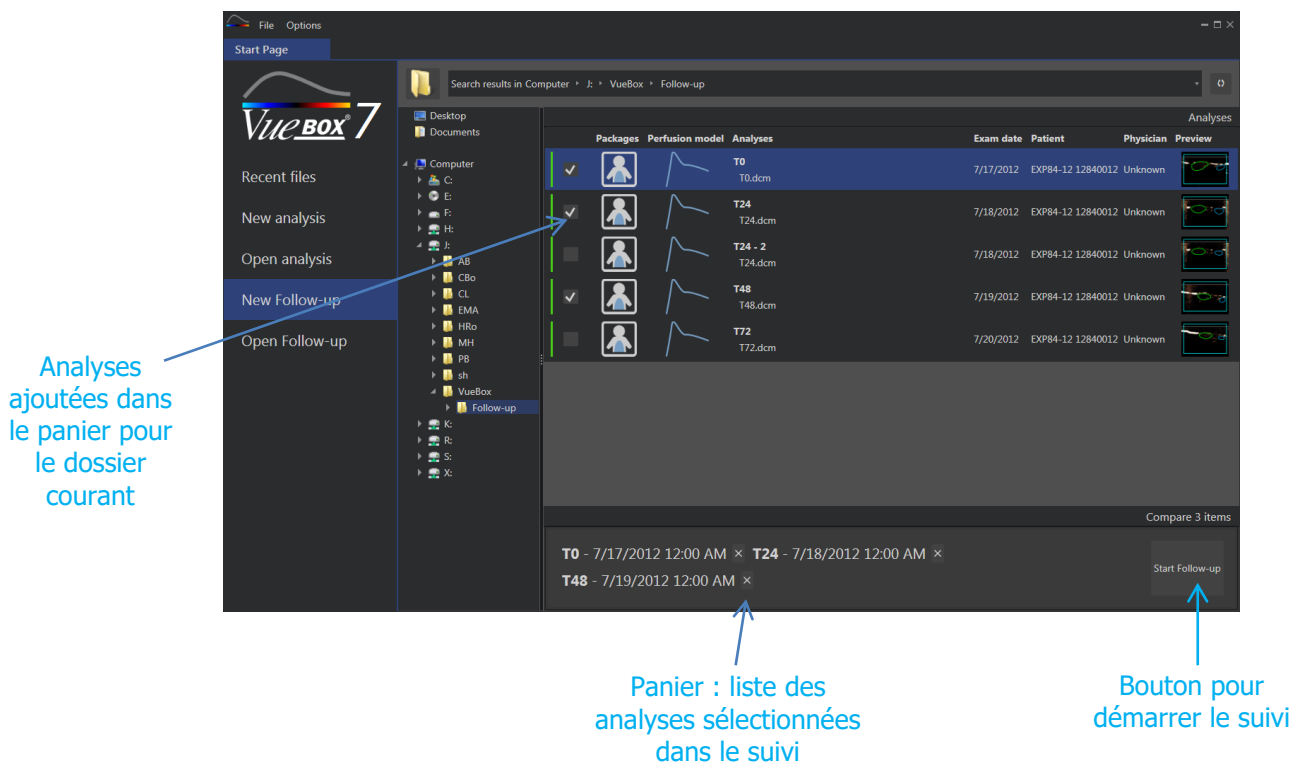 File Options
Start Page
VUEBOX® 7
Search results in Computer J: VueBox Follow-up
Recent files
New analysis
Open analysis
New Follow-up
Open Follow-up
Desktop
Documents
Computer
C:
E:
F:
H:
J:
AB
CBo
CL
EMA
HRo
MH
PB
sh
VueBox
Follow-up
K:
R:
S:
X:
Analyses
Packages Perfusion model Analyses Exam date Patient Physician Preview
T0
T0.dcm
7/17/2012 EXP84-12 12840012 Unknown
T24
T24.dcm
7/18/2012 EXP84-12 12840012 Unknown
T24 - 2
T24.dcm
7/18/2012 EXP84-12 12840012 Unknown
T48
T48.dcm
7/19/2012 EXP84-12 12840012 Unknown
T72
T72.dcm
7/20/2012 EXP84-12 12840012 Unknown
Compare 3 items
T0 - 7/17/2012 12:00 AM × T24 - 7/18/2012 12:00 AM ×
T48 - 7/19/2012 12:00 AM ×
Start Follow-up
Analyses
ajoutées dans
le panier pour
le dossier
courant
Panier : liste des
analyses sélectionnées
dans le suivi
Bouton pour
démarrer le suivi